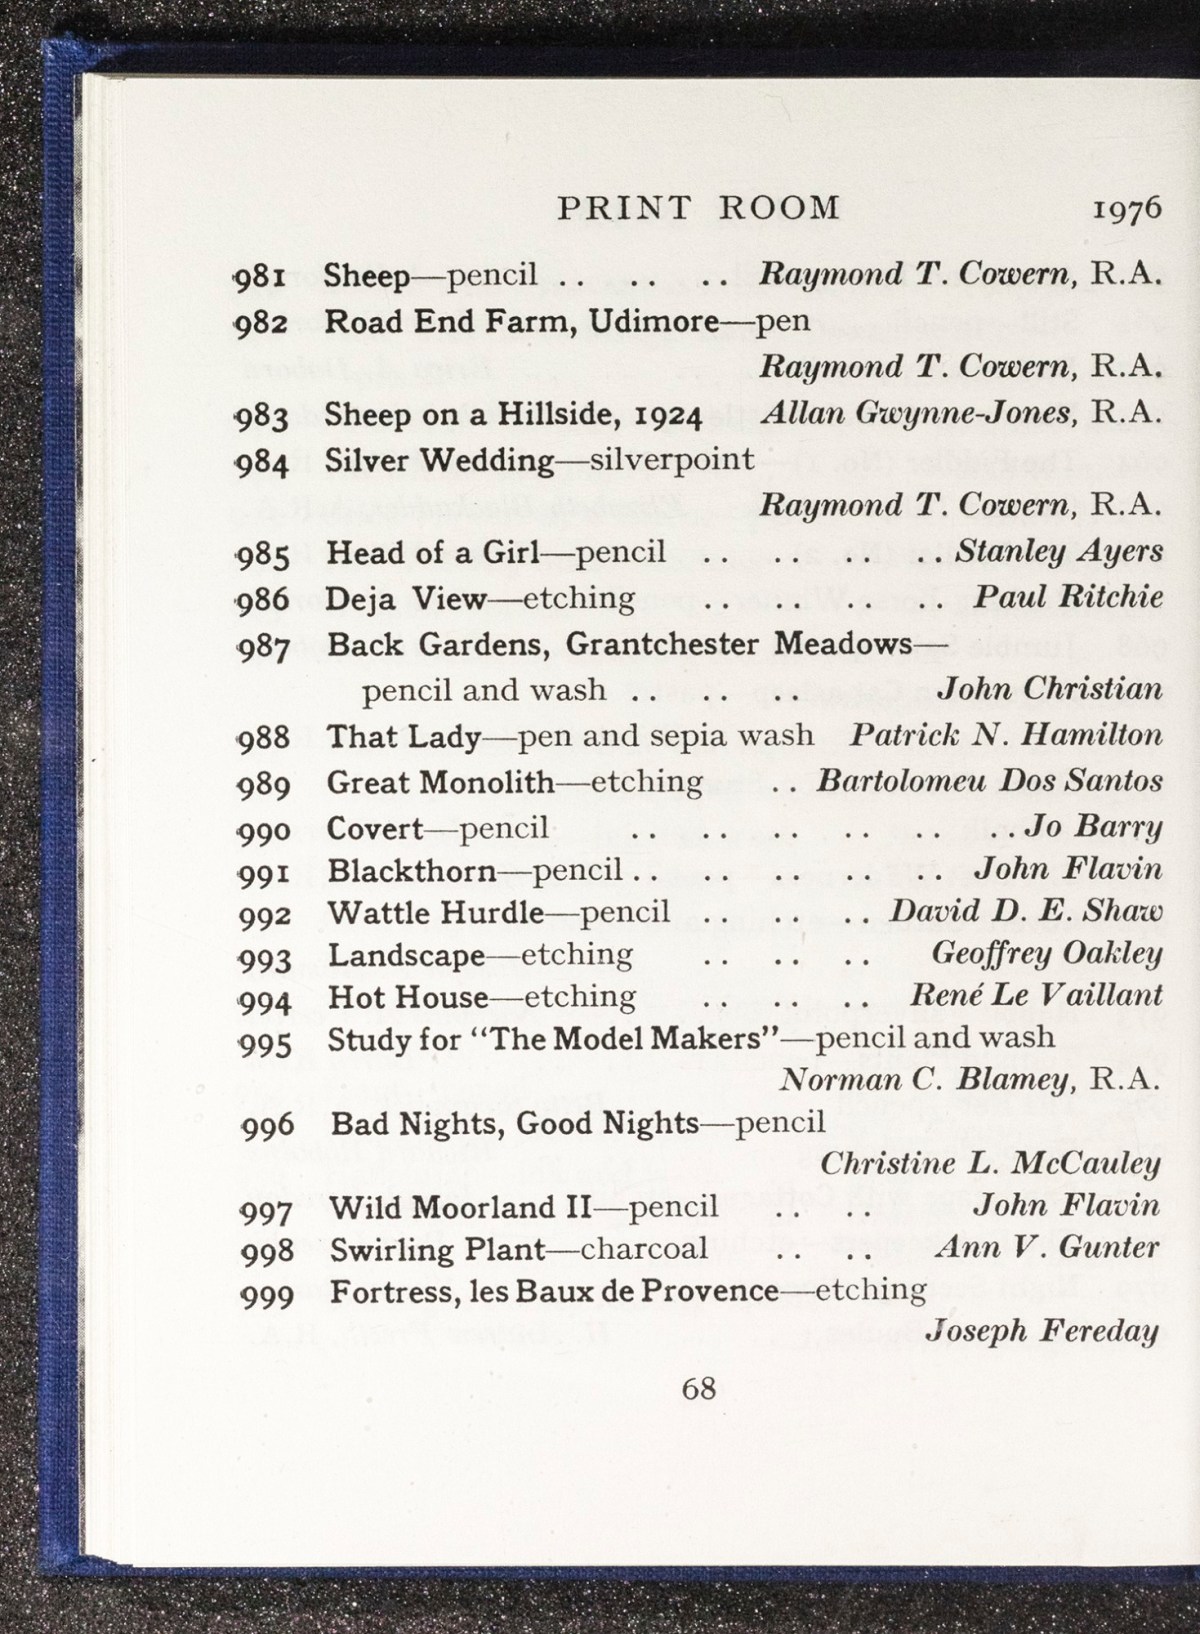 PRINT ROOM 1976
981 Sheep—pencil .. .. .. Raymond T. Cowern, R.A.
982 Road End Farm, Udimore—pen
Raymond T. Cowern, R.A.
983 Sheep on a Hillside, 1924 Allan Gwynne-Jones, R.A.
984 Silver Wedding—silverpoint
Raymond T. Cowern, R.A.
985 Head of a Girl—pencil .. .. .. .. Stanley Ayers
986 Deja View—etching .. .. .. .. Paul Ritchie
987 Back Gardens, Grantchester Meadows—
pencil and wash .. .. .. John Christian
988 That Lady—pen and sepia wash Patrick N. Hamilton
989 Great Monolith—etching .. Bartolomeu Dos Santos
990 Covert—pencil .. .. .. .. .. .. Jo Barry
991 Blackthorn—pencil .. .. .. .. .. John Flavin
992 Wattle Hurdle—pencil .. .. .. David D. E. Shaw
993 Landscape—etching .. .. .. Geoffrey Oakley
994 Hot House—etching .. .. .. René Le Vaillant
995 Study for “The Model Makers”—pencil and wash
Norman C. Blamey, R.A.
996 Bad Nights, Good Nights—pencil
Christine L. McCauley
997 Wild Moorland II—pencil .. .. John Flavin
998 Swirling Plant—charcoal .. .. Ann V. Gunter
999 Fortress, les Baux de Provence—etching
Joseph Fereday
68